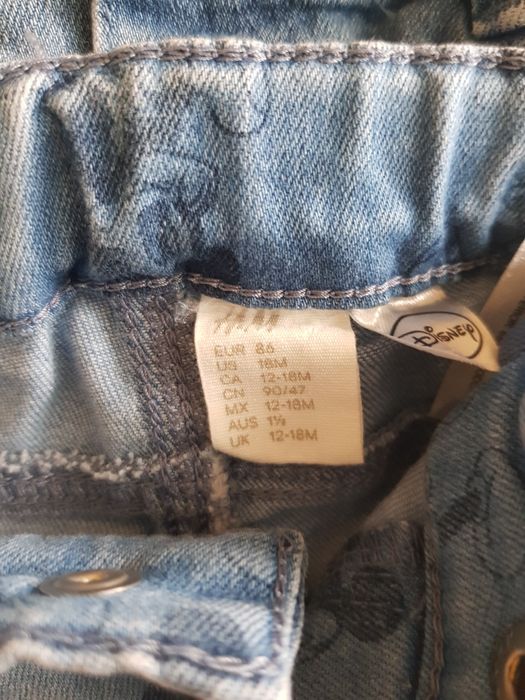 H&M
EUR 86
US 18M
CA 12-18M
CN 90/47
MX 12-18M
AUS 1½
UK 12-18M
Disney